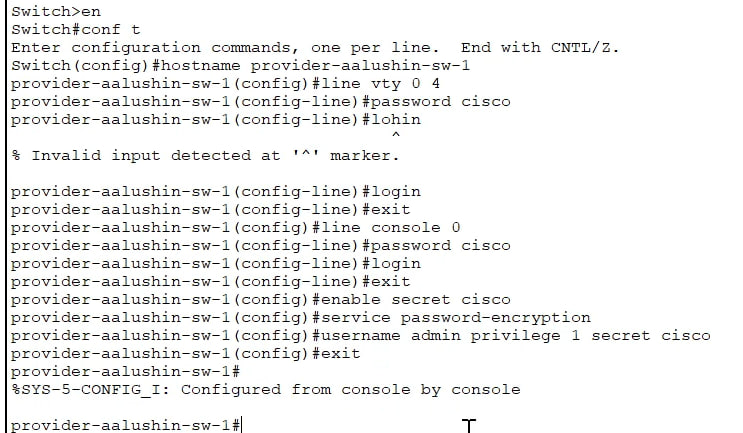 Switch>en
Switch#conf t
Enter configuration commands, one per line.  End with CNTL/Z.
Switch(config)#hostname provider-aalushin-sw-1
provider-aalushin-sw-1(config)#line vty 0 4
provider-aalushin-sw-1(config-line)#password cisco
provider-aalushin-sw-1(config-line)#lohin
^
% Invalid input detected at '^' marker.
provider-aalushin-sw-1(config-line)#login
provider-aalushin-sw-1(config-line)#exit
provider-aalushin-sw-1(config)#line console 0
provider-aalushin-sw-1(config-line)#password cisco
provider-aalushin-sw-1(config-line)#login
provider-aalushin-sw-1(config-line)#exit
provider-aalushin-sw-1(config)#enable secret cisco
provider-aalushin-sw-1(config)#service password-encryption
provider-aalushin-sw-1(config)#username admin privilege 1 secret cisco
provider-aalushin-sw-1(config)#exit
provider-aalushin-sw-1#
%SYS-5-CONFIG_I: Configured from console by console
provider-aalushin-sw-1#